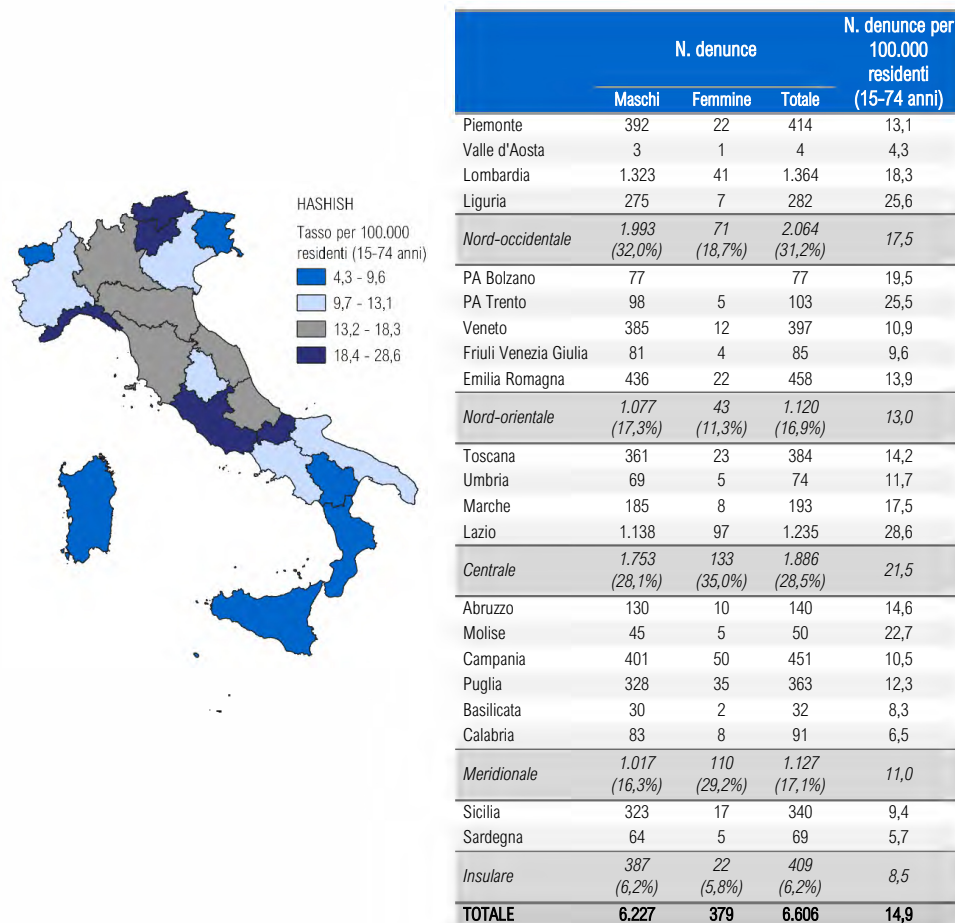 HASHISH
Tasso per 100.000
residenti (15-74 anni)
4,3 - 9,6
9,7 - 13,1
13,2 - 18,3
18,4 - 28,6
N. denunce
N. denunce per
100.000
residenti
(15-74 anni)
Maschi Femmine Totale
Piemonte 392 22 414 13,1
Valle d'Aosta 3 1 4 4,3
Lombardia 1.323 41 1.364 18,3
Liguria 275 7 282 25,6
Nord-occidentale 1.993 71 2.064 17,5
(32,0%) (18,7%) (31,2%)
PA Bolzano 77 77 19,5
PA Trento 98 5 103 25,5
Veneto 385 12 397 10,9
Friuli Venezia Giulia 81 4 85 9,6
Emilia Romagna 436 22 458 13,9
Nord-orientale 1.077 43 1.120 13,0
(17,3%) (11,3%) (16,9%)
Toscana 361 23 384 14,2
Umbria 69 5 74 11,7
Marche 185 8 193 17,5
Lazio 1.138 97 1.235 28,6
Centrale 1.753 133 1.886 21,5
(28,1%) (35,0%) (28,5%)
Abruzzo 130 10 140 14,6
Molise 45 5 50 22,7
Campania 401 50 451 10,5
Puglia 328 35 363 12,3
Basilicata 30 2 32 8,3
Calabria 83 8 91 6,5
Meridionale 1.017 110 1.127 11,0
(16,3%) (29,2%) (17,1%)
Sicilia 323 17 340 9,4
Sardegna 64 5 69 5,7
Insulare 387 22 409 8,5
(6,2%) (5,8%) (6,2%)
TOTALE 6.227 379 6.606 14,9